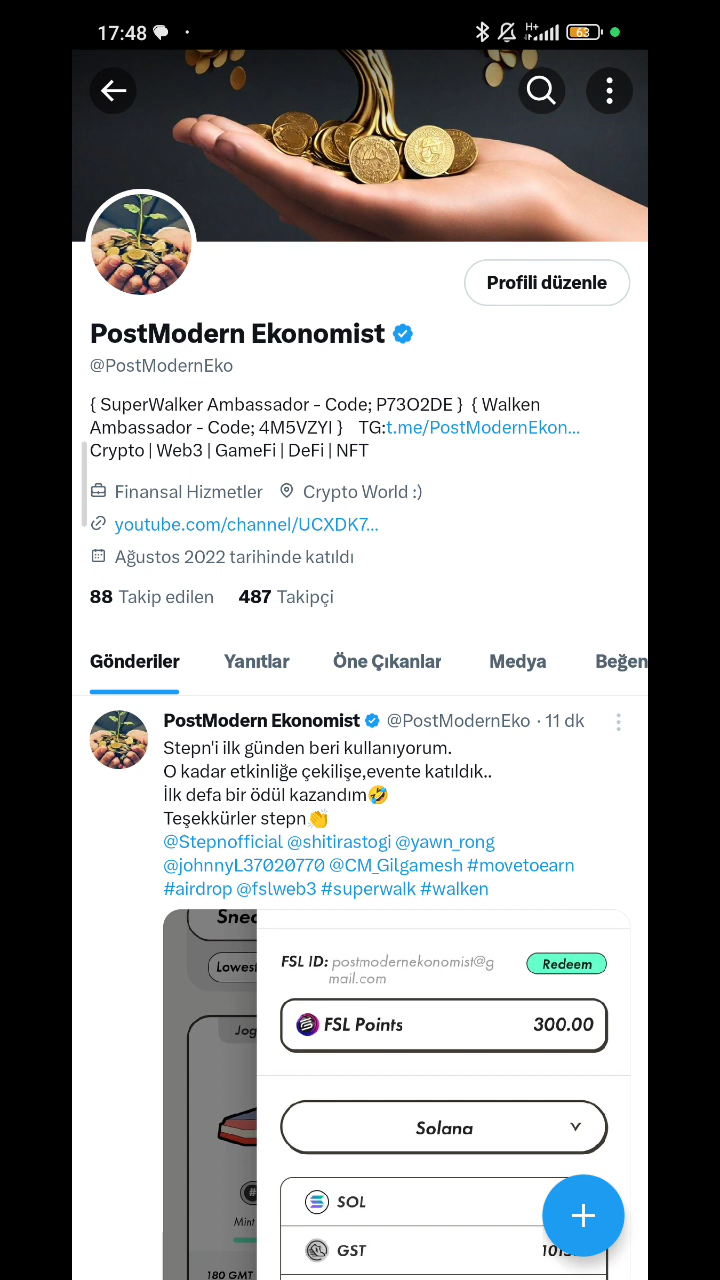 17:48
H+
63
Profili düzenle
PostModern Ekonomist
@PostModernEko
{ SuperWalker Ambassador - Code; P73O2DE } { Walken
Ambassador - Code; 4M5VZYI } TG:t.me/PostModernEkon...
Crypto | Web3 | GameFi | DeFi | NFT
Finansal Hizmetler Crypto World :)
youtube.com/channel/UCXDK7...
Ağustos 2022 tarihinde katıldı
88 Takip edilen 487 Takipçi
Gönderiler Yanıtlar Öne Çıkanlar Medya Beğen
PostModern Ekonomist @PostModernEko · 11 dk
Stepn'i ilk günden beri kullanıyorum.
O kadar etkinliğe çekilişe,evente katıldık..
İlk defa bir ödül kazandım🤣
Teşekkürler stepn👏
@Stepnofficial @shitirastogi @yawn_rong
@johnnyL37020770 @CM_Gilgamesh #movetoearn
#airdrop @fslweb3 #superwalk #walken
Snea
Lowest
Jog
#
Mint
180 GMT
FSL ID: postmodernekonomist@g
mail.com
Redeem
FSL Points 300.00
Solana
SOL
GST